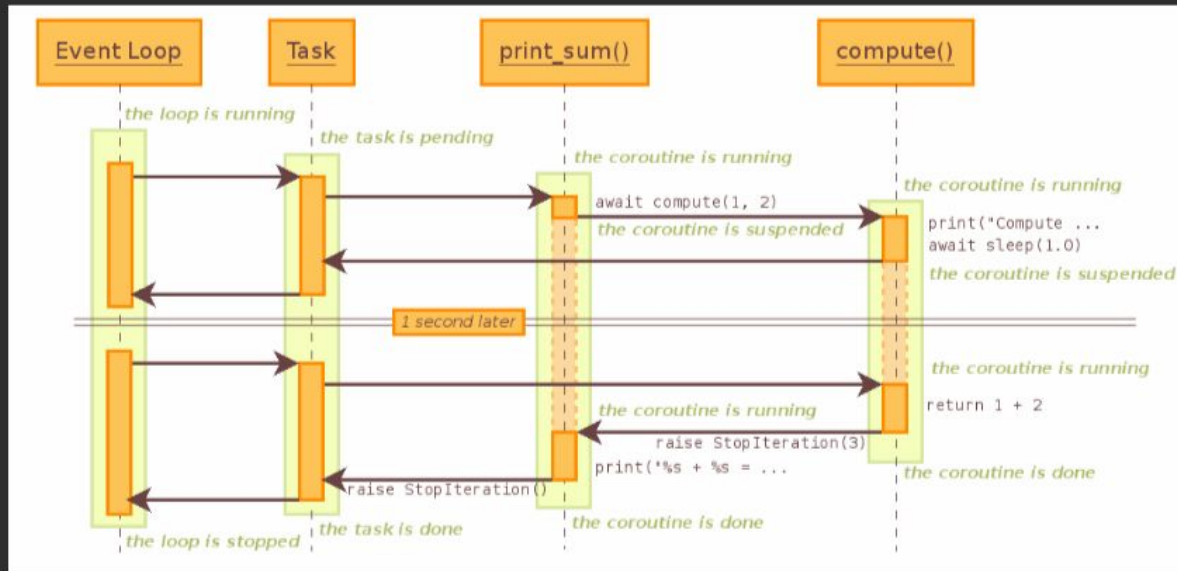 Event Loop
Task
print_sum()
compute()
the loop is running
the task is pending
the coroutine is running
the coroutine is running
await compute(1, 2)
print("Compute ...
the coroutine is suspended
await sleep(1.0)
the coroutine is suspended
1 second later
the coroutine is running
return 1 + 2
the coroutine is running
raise StopIteration(3)
print("%s + %s = ...
the coroutine is done
raise StopIteration()
the coroutine is done
the task is done
the loop is stopped